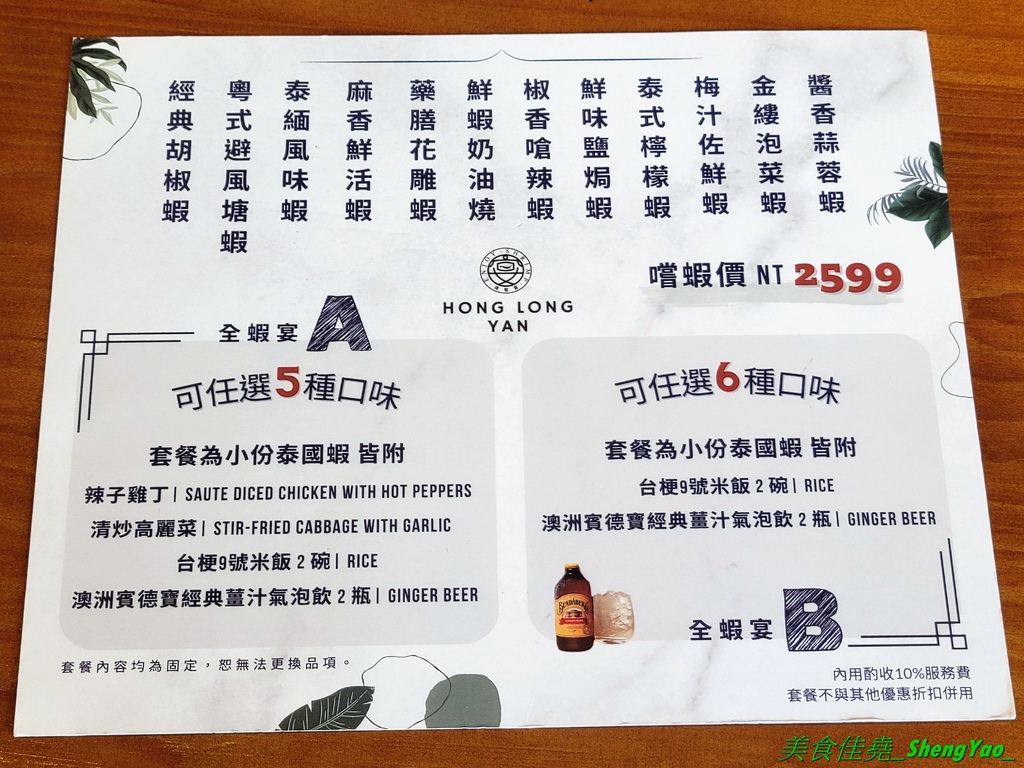 醬香蒜蓉蝦
金縷泡菜蝦
梅汁佐鮮蝦
泰式檸檬蝦
鮮味鹽焗蝦
椒香嗆辣蝦
鮮蝦奶油燒
藥膳花雕蝦
麻香鮮活蝦
泰緬風味蝦
粵式避風塘蝦
經典胡椒蝦
ENJOY SHRIMP
HONG LONG
YAN
嚐蝦價 NT 2599
全蝦宴 A
可任選5種口味
套餐為小份泰國蝦 皆附
辣子雞丁| SAUTE DICED CHICKEN WITH HOT PEPPERS
清炒高麗菜| STIR-FRIED CABBAGE WITH GARLIC
台梗9號米飯 2 碗| RICE
澳洲賓德寶經典薑汁氣泡飲 2 瓶| GINGER BEER
套餐內容均為固定，恕無法更換品項。
可任選6種口味
套餐為小份泰國蝦 皆附
台梗9號米飯 2 碗| RICE
澳洲賓德寶經典薑汁氣泡飲 2 瓶| GINGER BEER
BUNDABERG
全蝦宴 B
內用酌收10%服務費
套餐不與其他優惠折扣併用
美食佳堯_ShengYao_